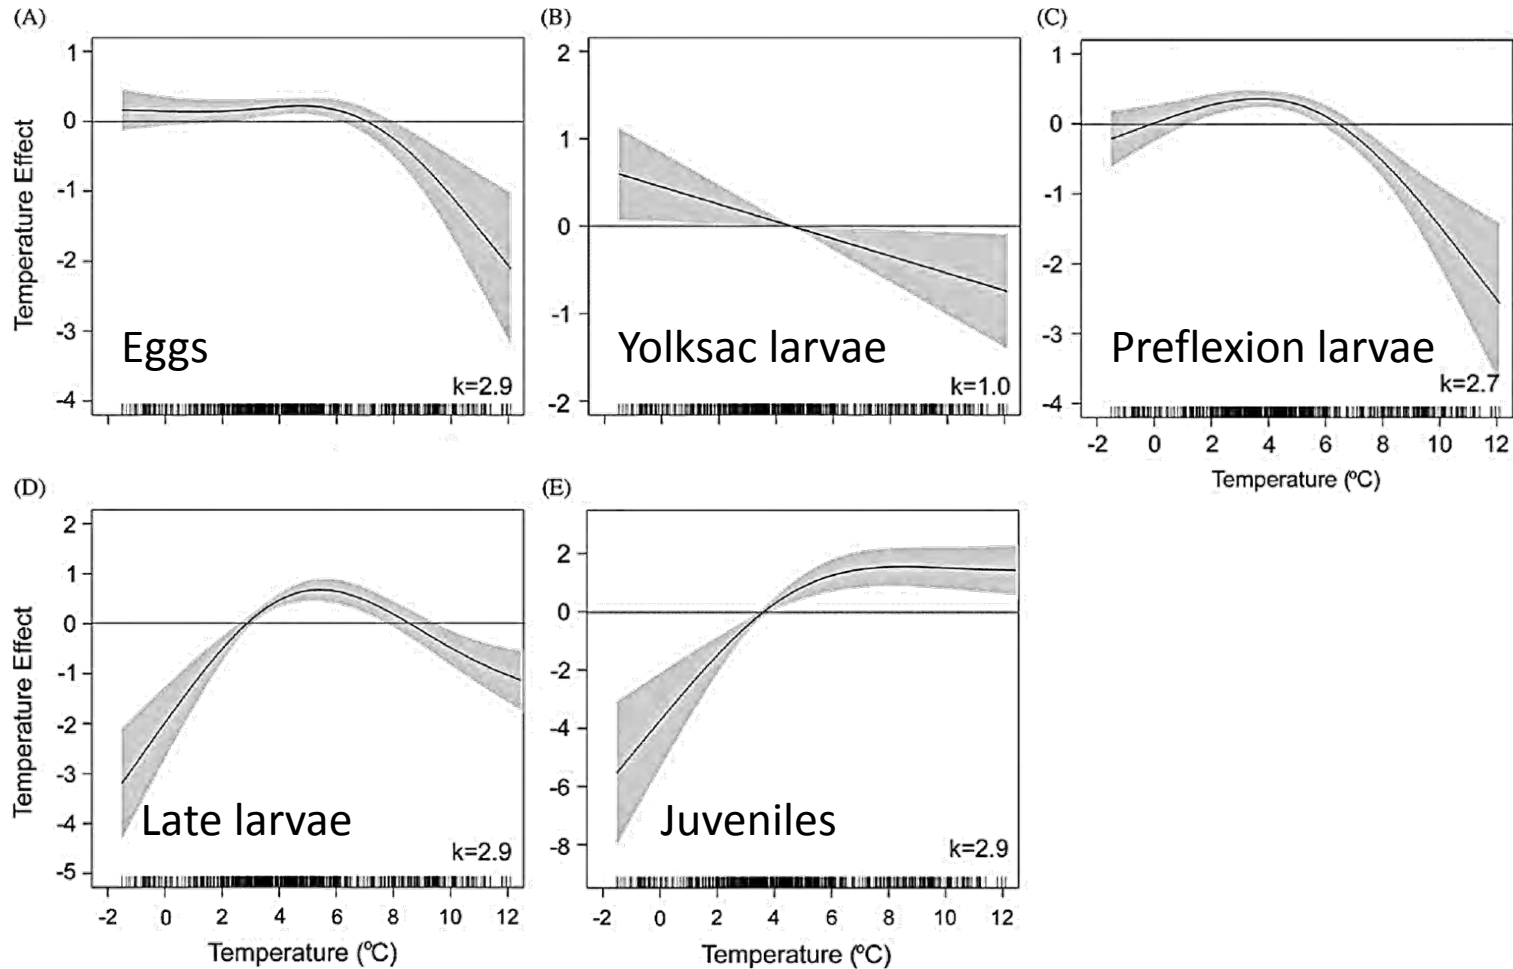 (A)
Temperature Effect
1
0
-1
-2
-3
-4
Eggs
k=2.9
(B)
2
1
0
-1
-2
Yolksac larvae
k=1.0
(C)
1
0
-1
-2
-3
-4
Preflexion larvae
k=2.7
-2 0 2 4 6 8 10 12
Temperature (ºC)
(D)
Temperature Effect
2
1
0
-1
-2
-3
-4
-5
Late larvae
k=2.9
-2 0 2 4 6 8 10 12
Temperature (ºC)
(E)
2
0
-2
-4
-6
-8
Juveniles
k=2.9
-2 0 2 4 6 8 10 12
Temperature (ºC)